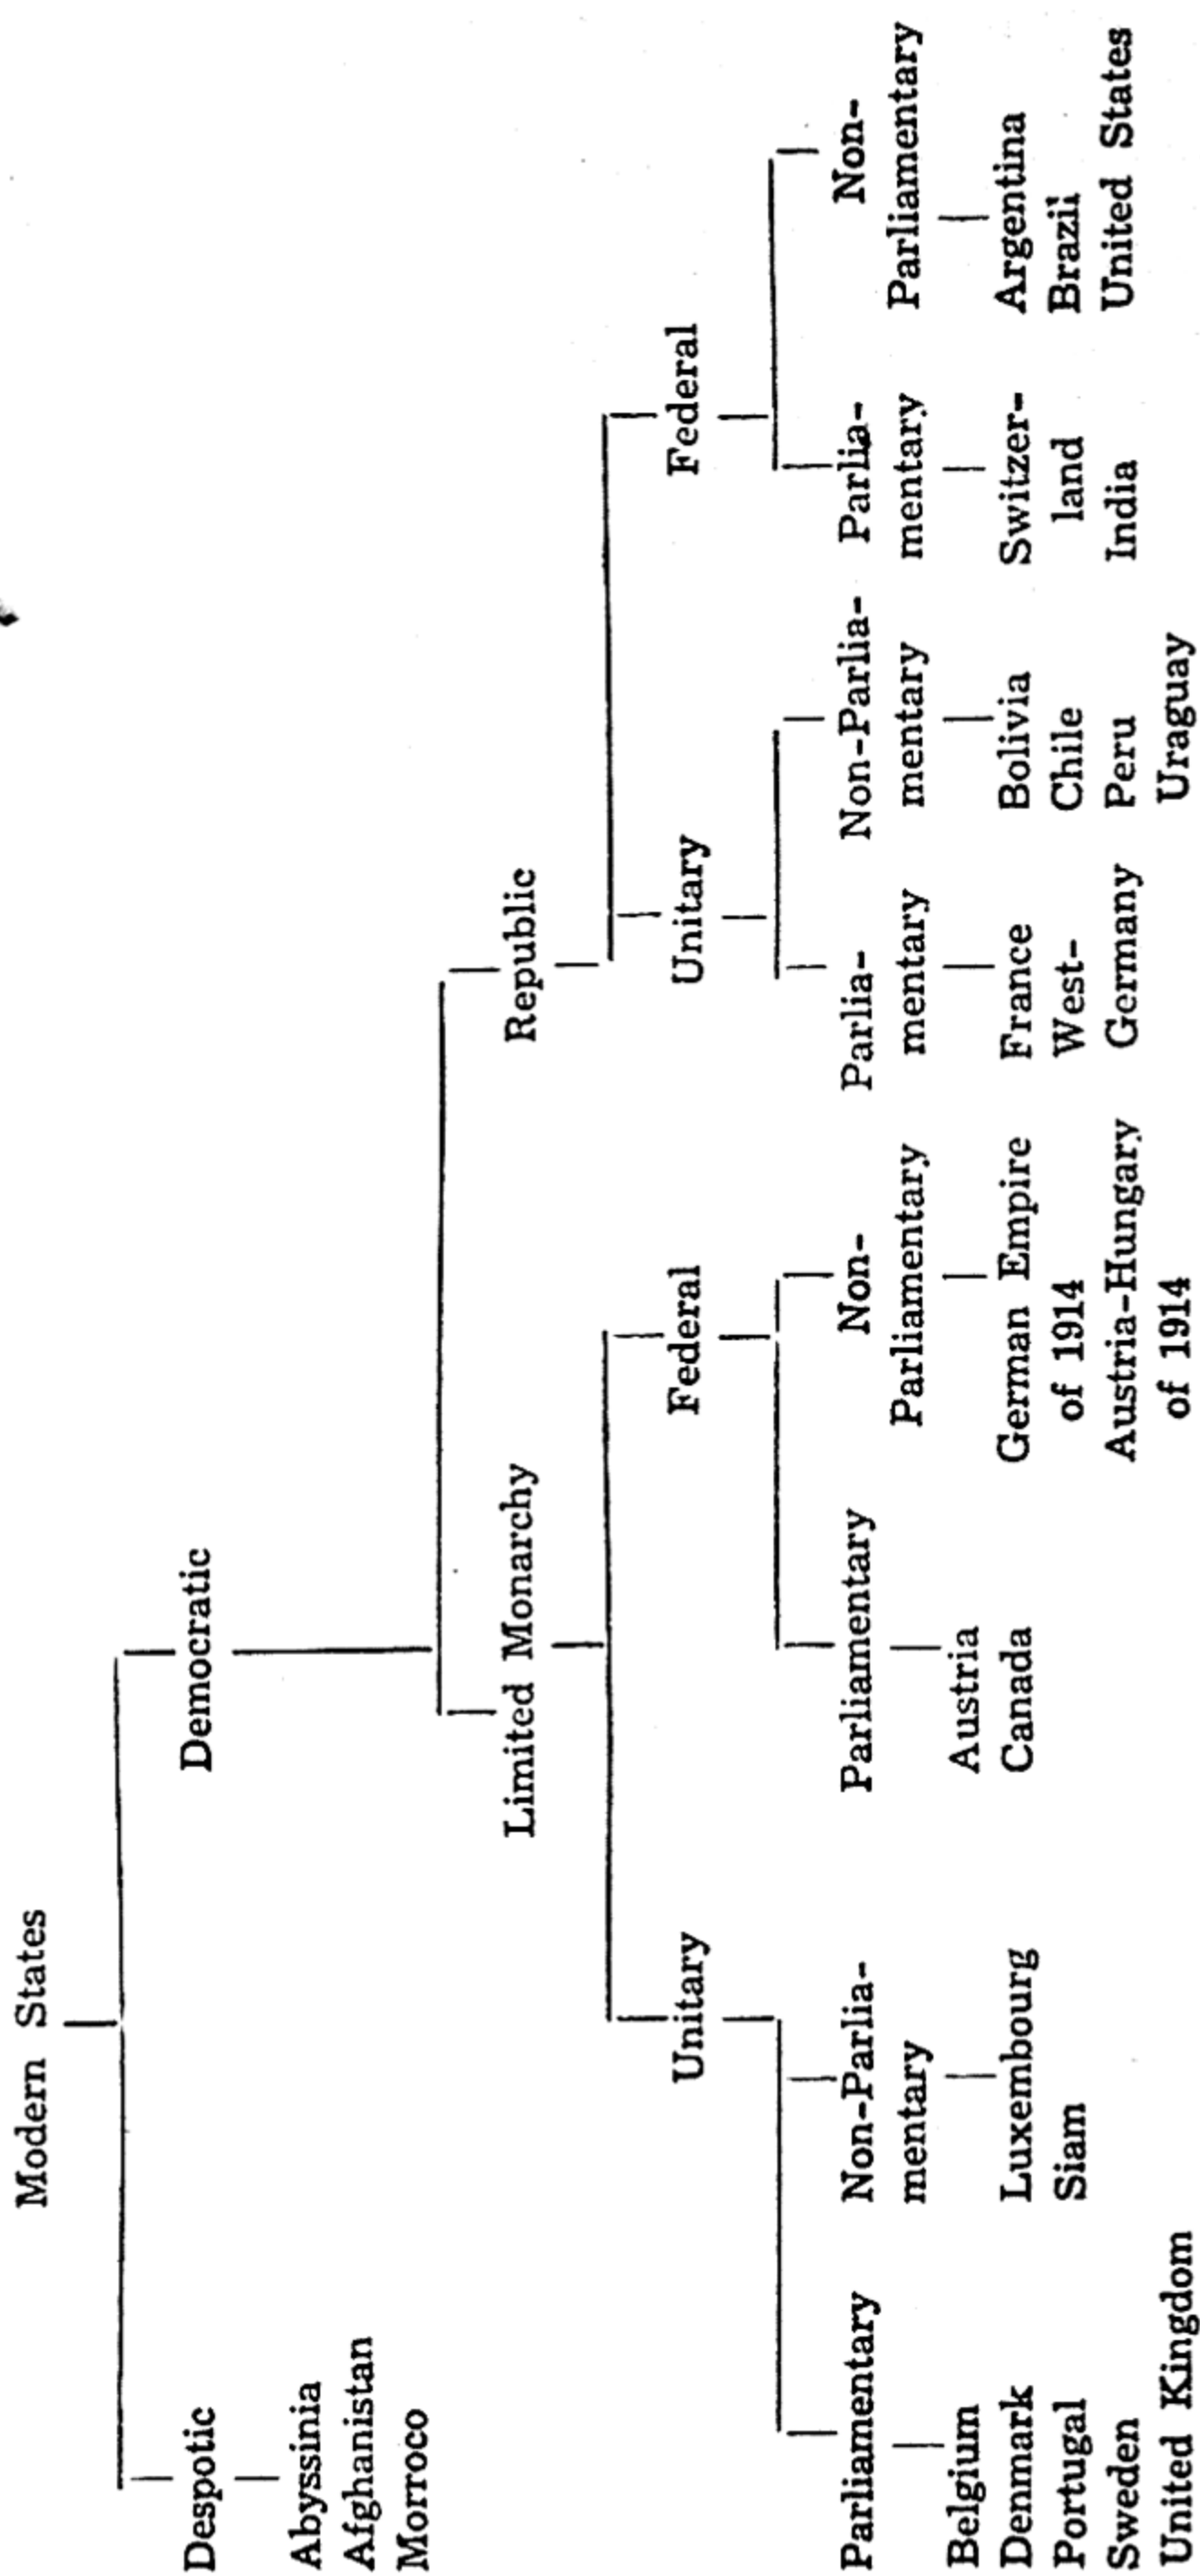 Modern States
Despotic
Abyssinia
Afghanistan
Morroco
Democratic
Limited Monarchy
Republic
Unitary
Federal
Unitary
Federal
Parliamentary
Belgium
Denmark
Portugal
Sweden
United Kingdom
Non-Parlia-
mentary
Luxembourg
Siam
Parliamentary
Austria
Canada
Non-
Parliamentary
German Empire
of 1914
Austria-Hungary
of 1914
Parlia-
mentary
France
West-
Germany
Non-Parlia-
mentary
Bolivia
Chile
Peru
Uraguay
Parlia-
mentary
Switzer-
land
India
Non-
Parliamentary
Argentina
Brazil
United States